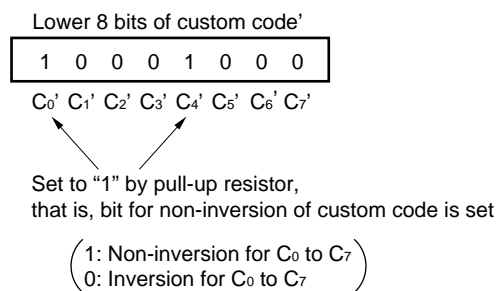 Lower 8 bits of custom code’
1 0 0 0 1 0 0 0
C0’ C1’ C2’ C3’ C4’ C5’ C6’ C7’
Set to “1” by pull-up resistor,
that is, bit for non-inversion of custom code is set
1: Non-inversion for C0 to C7
0: Inversion for C0 to C7